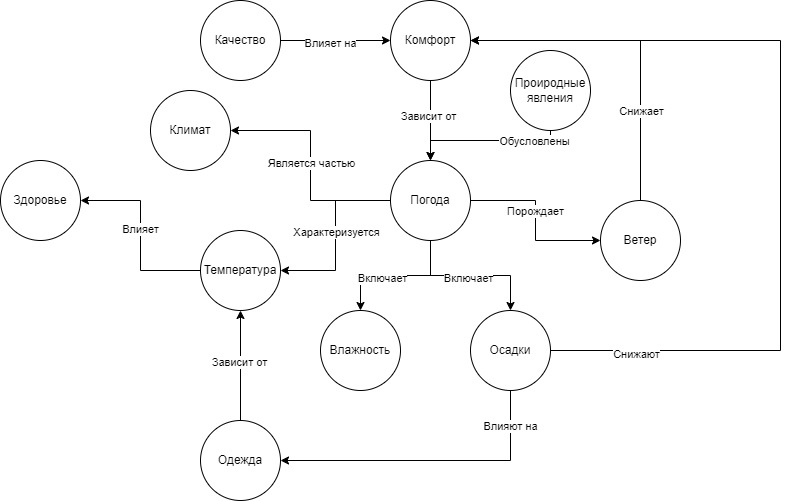 Качество
Влияет на
Комфорт
Проиродные
явления
Снижает
Зависит от
Климат
Обусловлены
Является частью
Здоровье
Погода
Порождает
Влияет
Характеризуется
Ветер
Температура
Включает
Включает
Влажность
Осадки
Снижают
Зависит от
Влияют на
Одежда